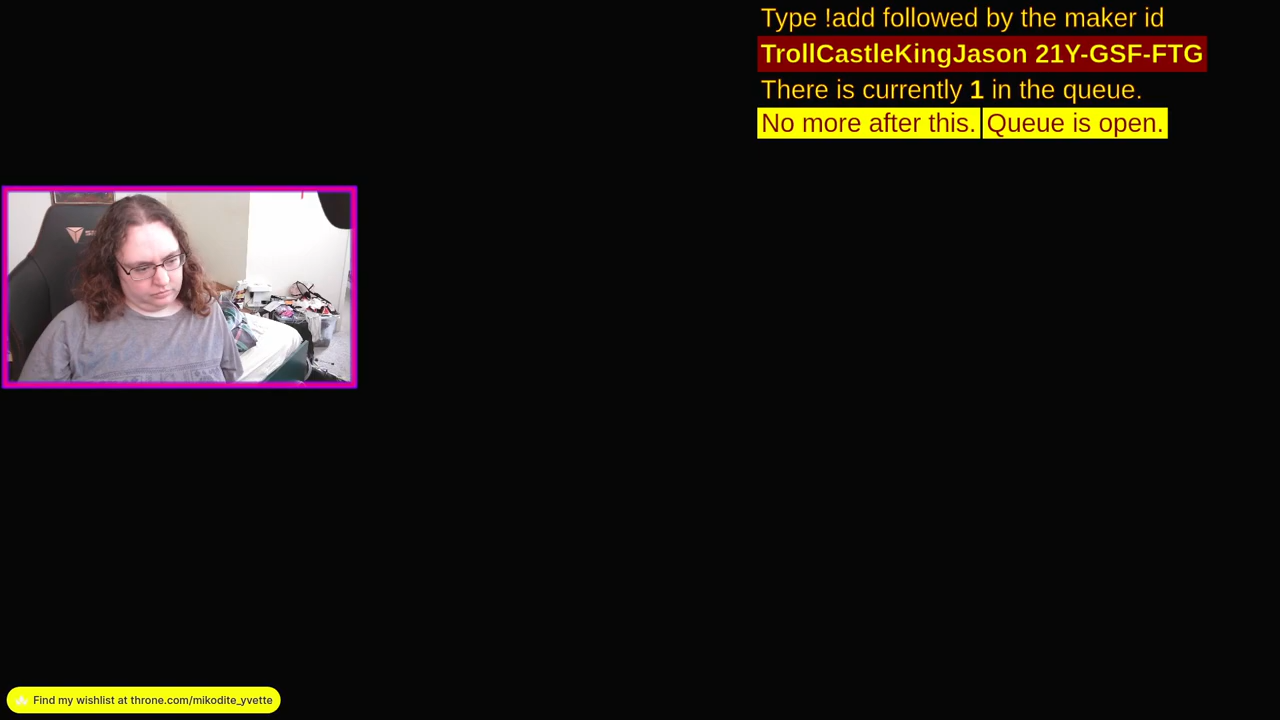 Type !add followed by the maker id
TrollCastleKingJason 21Y-GSF-FTG
There is currently 1 in the queue.
No more after this. Queue is open.
Find my wishlist at throne.com/mikodite_yvette